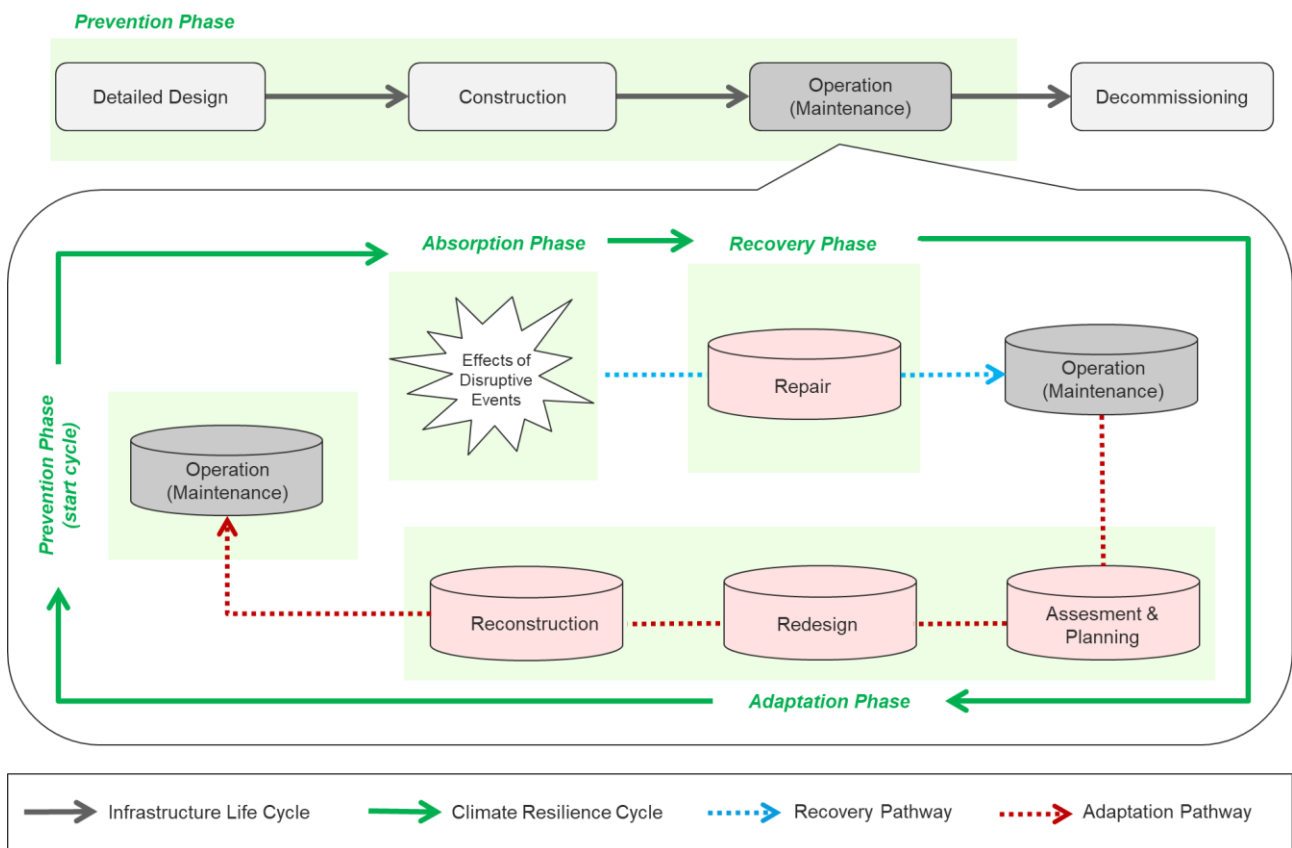 Prevention Phase
Detailed Design
Construction
Operation
(Maintenance)
Decommissioning
Absorption Phase
Recovery Phase
Prevention Phase
(start cycle)
Effects of
Disruptive
Events
Repair
Operation
(Maintenance)
Operation
(Maintenance)
Reconstruction
Redesign
Assesment &
Planning
Adaptation Phase
Infrastructure Life Cycle
Climate Resilience Cycle
Recovery Pathway
Adaptation Pathway